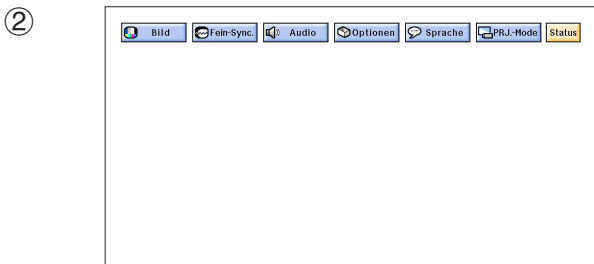 ②
Bild Fein-Sync. Audio Optionen Sprache PRJ.-Mode Status